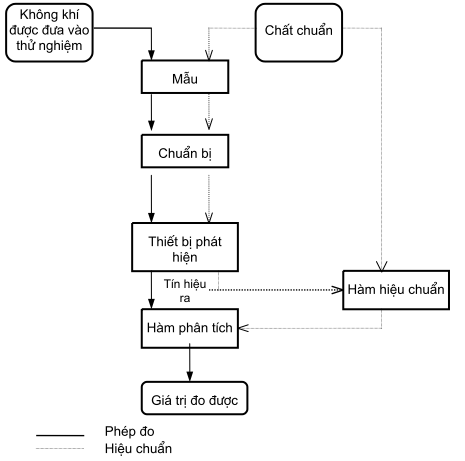 Không khí
được đưa vào
thử nghiệm
Chất chuẩn
Mẫu
Chuẩn bị
Thiết bị phát
hiện
Tín hiệu
ra
Hàm hiệu chuẩn
Hàm phân tích
Giá trị đo được
Phép đo
Hiệu chuẩn